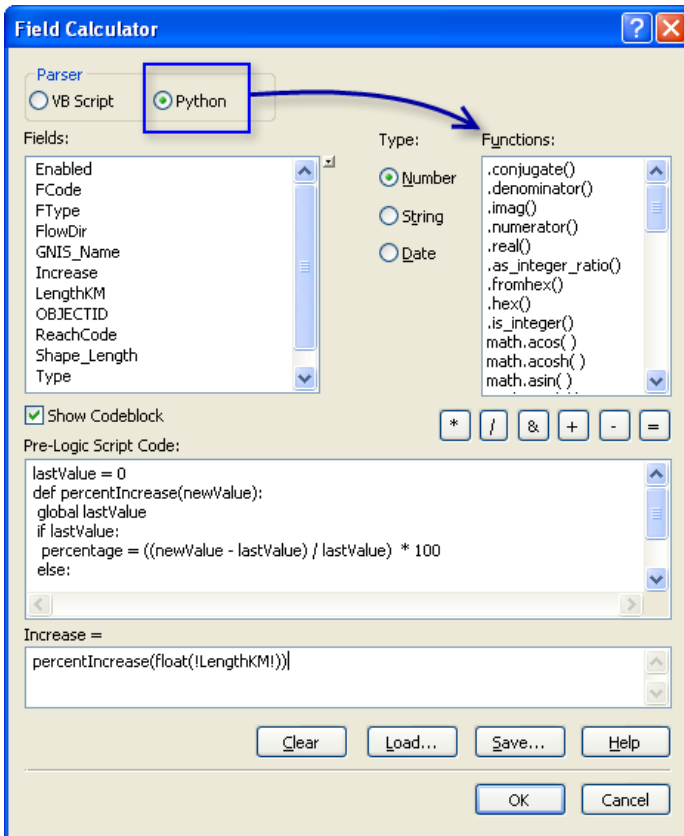 Field Calculator
Parser
VB Script
Python
Fields:
Type:
Functions:
Enabled
FCode
FType
FlowDir
GNIS_Name
Increase
LengthKM
OBJECTID
ReachCode
Shape_Length
Type
Number
String
Date
.conjugate()
.denominator()
.imag()
.numerator()
.real()
.as_integer_ratio()
.fromhex()
.hex()
.is_integer()
math.acos( )
math.acosh( )
math.asin( )
Show Codeblock
* / & + - =
Pre-Logic Script Code:
lastValue = 0
def percentIncrease(newValue):
 global lastValue
 if lastValue:
  percentage = ((newValue - lastValue) / lastValue)  * 100
 else:
Increase =
percentIncrease(float(!LengthKM!))
Clear
Load...
Save...
Help
OK
Cancel